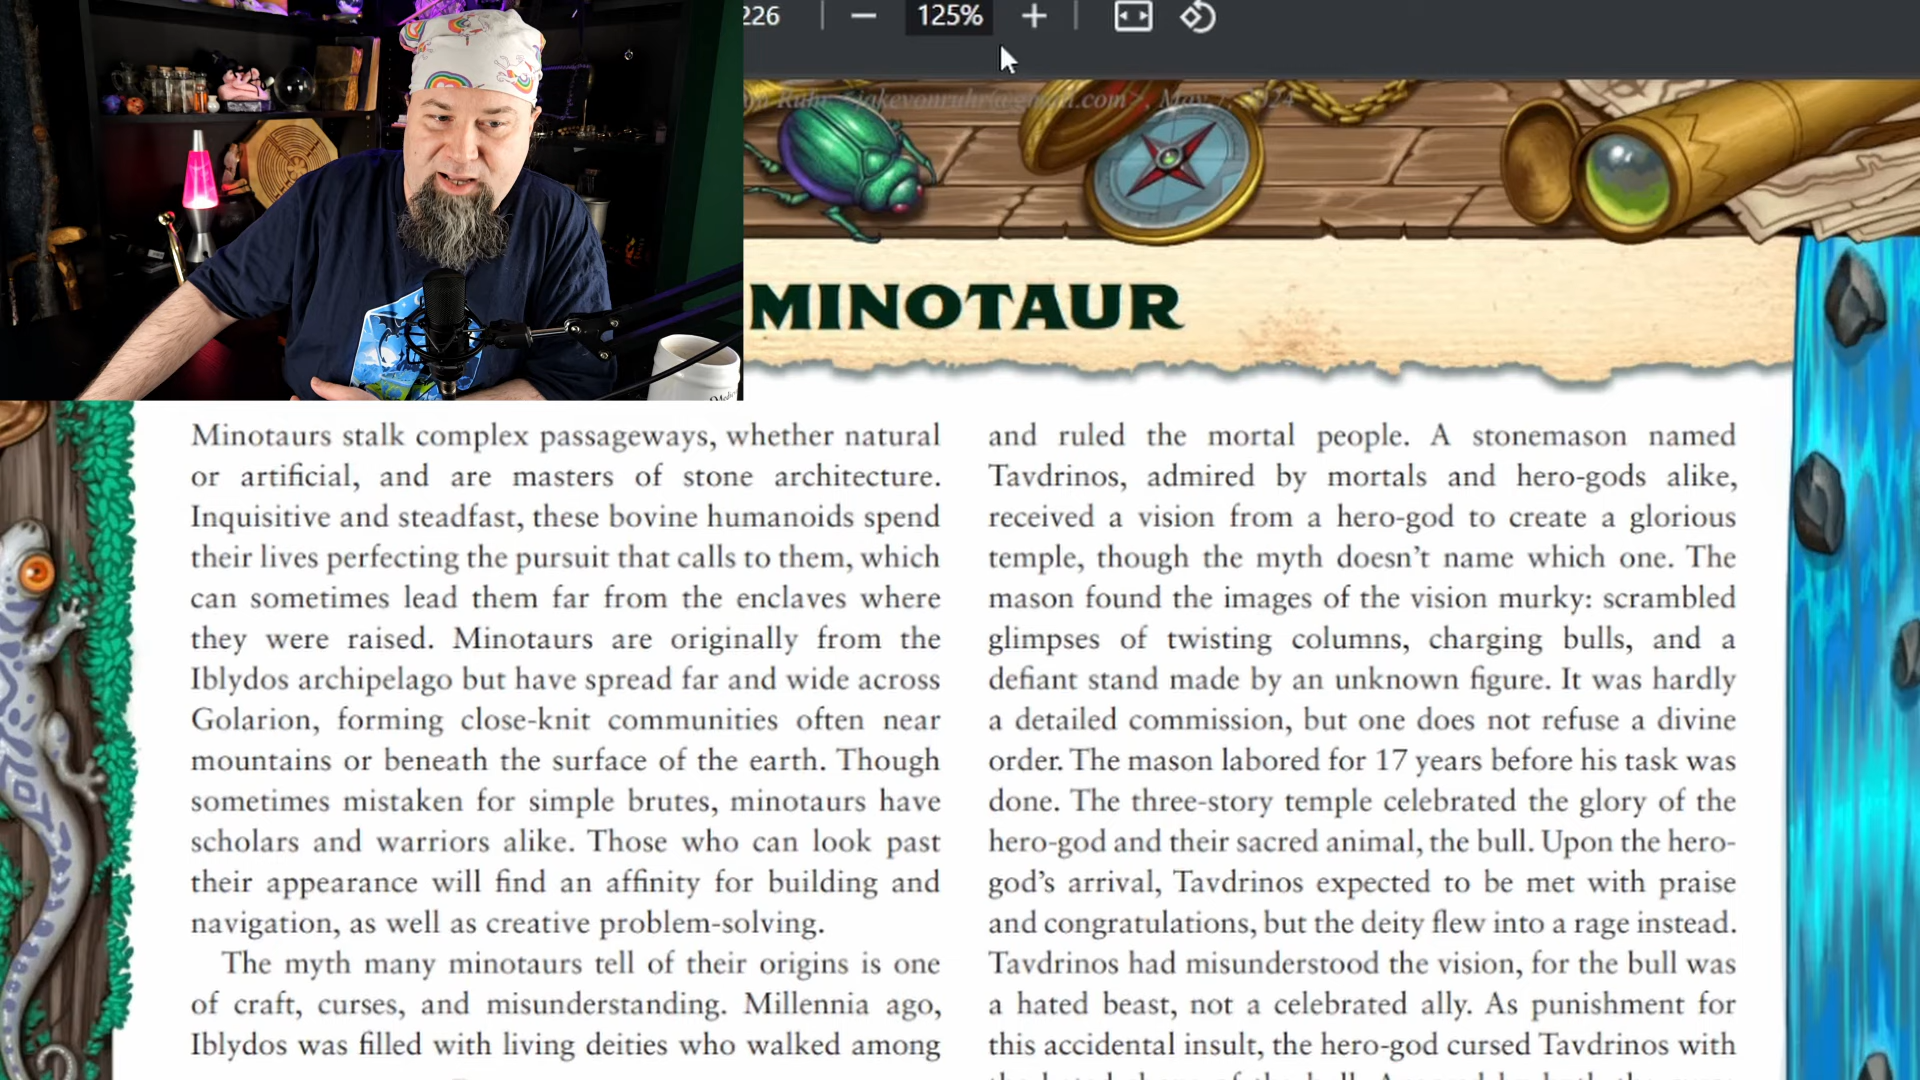 226
125%
jakevonruhr@gmail.com>, May 7, 2024
MINOTAUR
Minotaurs stalk complex passageways, whether natural
or artificial, and are masters of stone architecture.
Inquisitive and steadfast, these bovine humanoids spend
their lives perfecting the pursuit that calls to them, which
can sometimes lead them far from the enclaves where
they were raised. Minotaurs are originally from the
Iblydos archipelago but have spread far and wide across
Golarion, forming close-knit communities often near
mountains or beneath the surface of the earth. Though
sometimes mistaken for simple brutes, minotaurs have
scholars and warriors alike. Those who can look past
their appearance will find an affinity for building and
navigation, as well as creative problem-solving.
The myth many minotaurs tell of their origins is one
of craft, curses, and misunderstanding. Millennia ago,
Iblydos was filled with living deities who walked among
and ruled the mortal people. A stonemason named
Tavdrinos, admired by mortals and hero-gods alike,
received a vision from a hero-god to create a glorious
temple, though the myth doesn't name which one. The
mason found the images of the vision murky: scrambled
glimpses of twisting columns, charging bulls, and a
defiant stand made by an unknown figure. It was hardly
a detailed commission, but one does not refuse a divine
order. The mason labored for 17 years before his task was
done. The three-story temple celebrated the glory of the
hero-god and their sacred animal, the bull. Upon the hero-
god's arrival, Tavdrinos expected to be met with praise
and congratulations, but the deity flew into a rage instead.
Tavdrinos had misunderstood the vision, for the bull was
a hated beast, not a celebrated ally. As punishment for
this accidental insult, the hero-god cursed Tavdrinos with